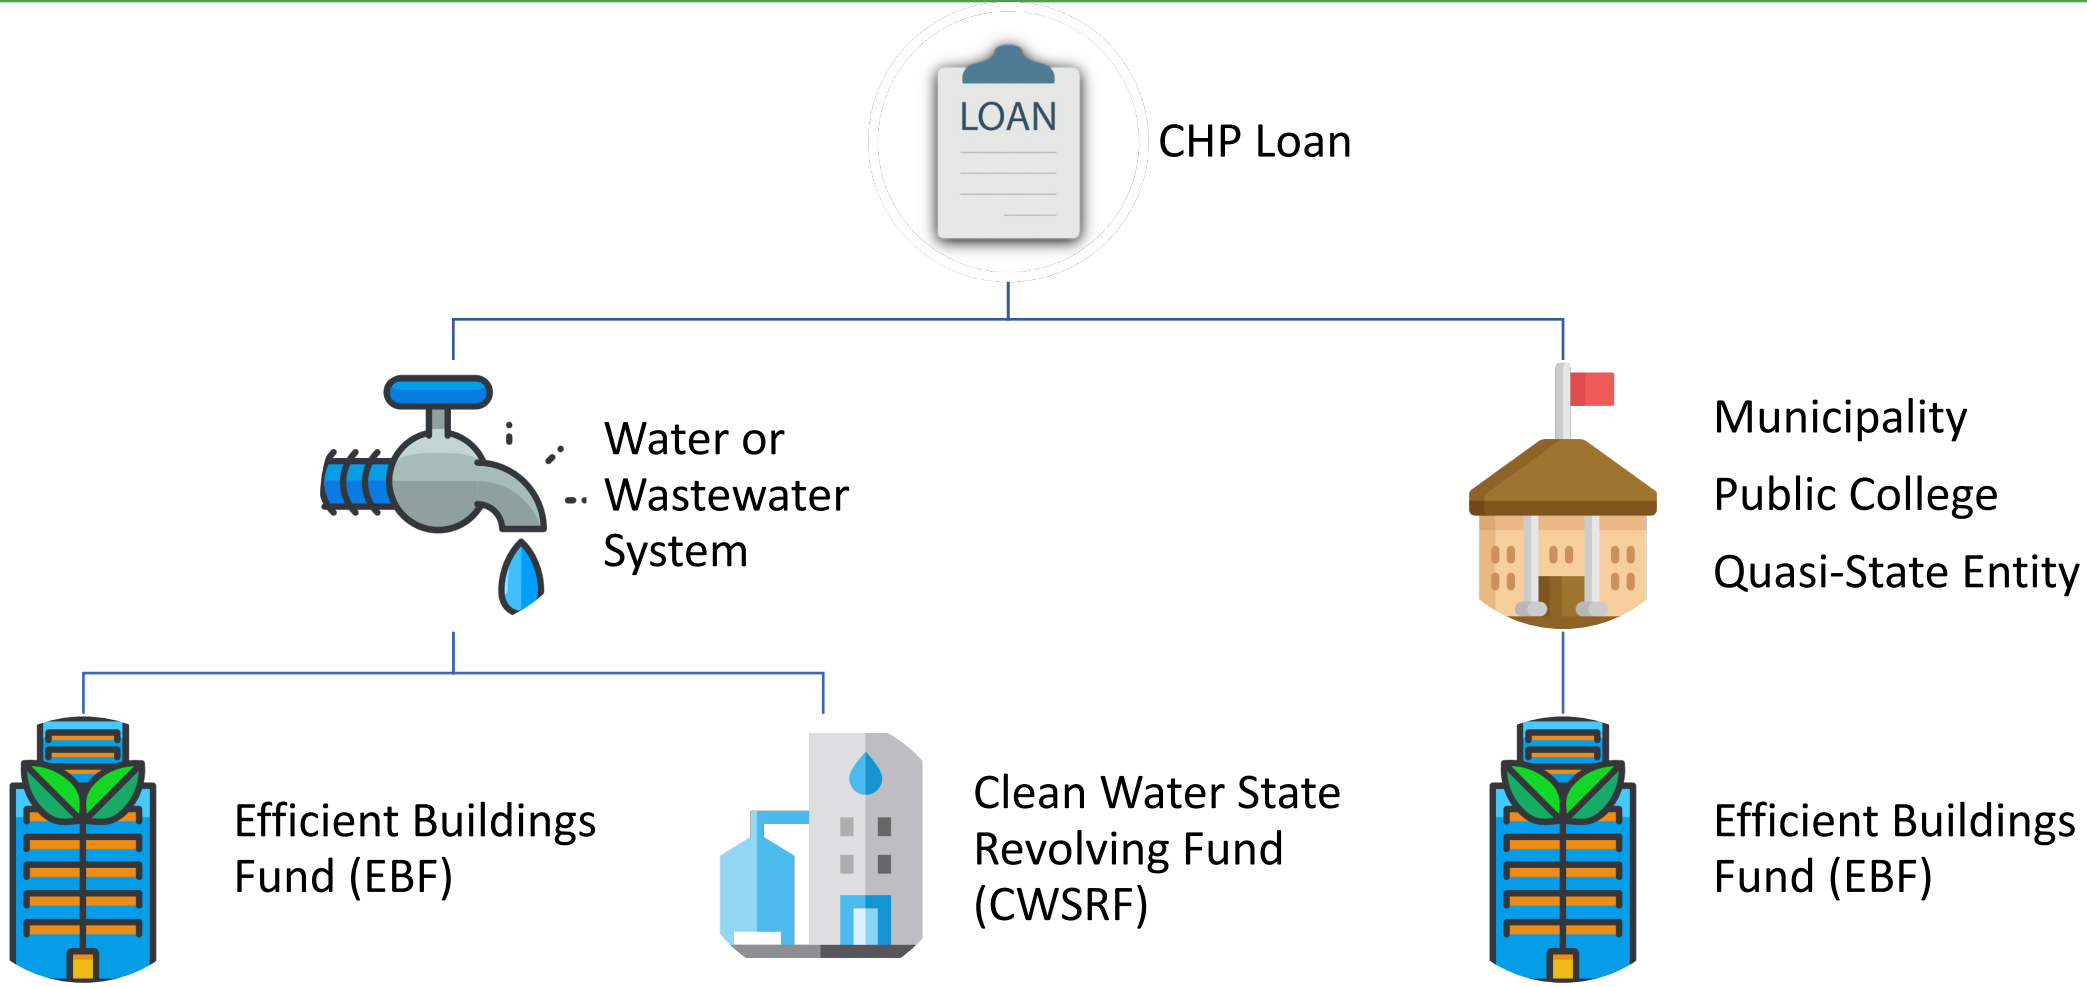 LOAN
CHP Loan
Water or
Wastewater
System
Municipality
Public College
Quasi-State Entity
Efficient Buildings
Fund (EBF)
Clean Water State
Revolving Fund
(CWSRF)
Efficient Buildings
Fund (EBF)